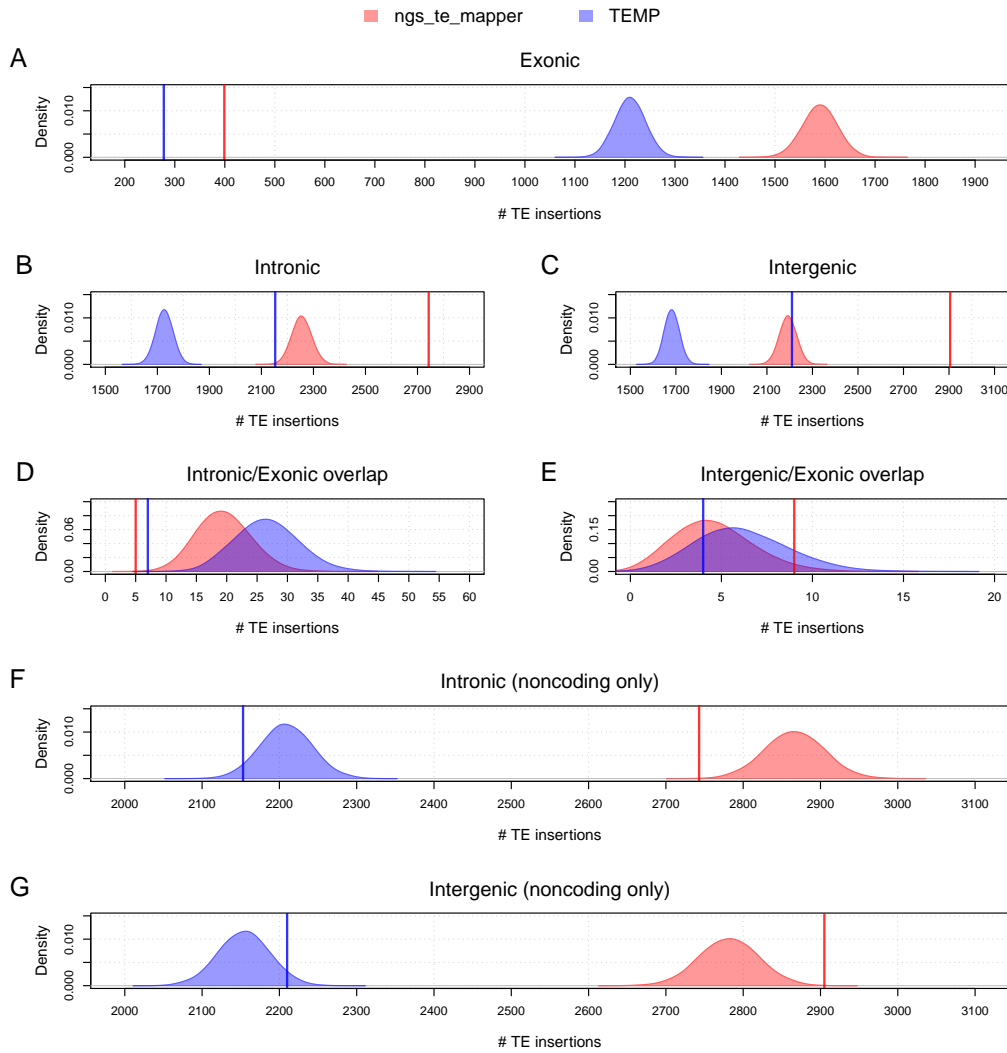 ngs_te_mapper TEMP
A
Exonic
Density
0.000 0.010
200 300 400 500 600 700 800 900 1000 1100 1200 1300 1400 1500 1600 1700 1800 1900
# TE insertions
B
Intronic
Density
0.000 0.010
1500 1700 1900 2100 2300 2500 2700 2900
# TE insertions
C
Intergenic
Density
0.000 0.010
1500 1700 1900 2100 2300 2500 2700 2900 3100
# TE insertions
D
Intronic/Exonic overlap
Density
0.00 0.06
0 5 10 15 20 25 30 35 40 45 50 55 60
# TE insertions
E
Intergenic/Exonic overlap
Density
0.00 0.15
0 5 10 15 20
# TE insertions
F
Intronic (noncoding only)
Density
0.000 0.010
2000 2100 2200 2300 2400 2500 2600 2700 2800 2900 3000 3100
# TE insertions
G
Intergenic (noncoding only)
Density
0.000 0.010
2000 2100 2200 2300 2400 2500 2600 2700 2800 2900 3000 3100
# TE insertions